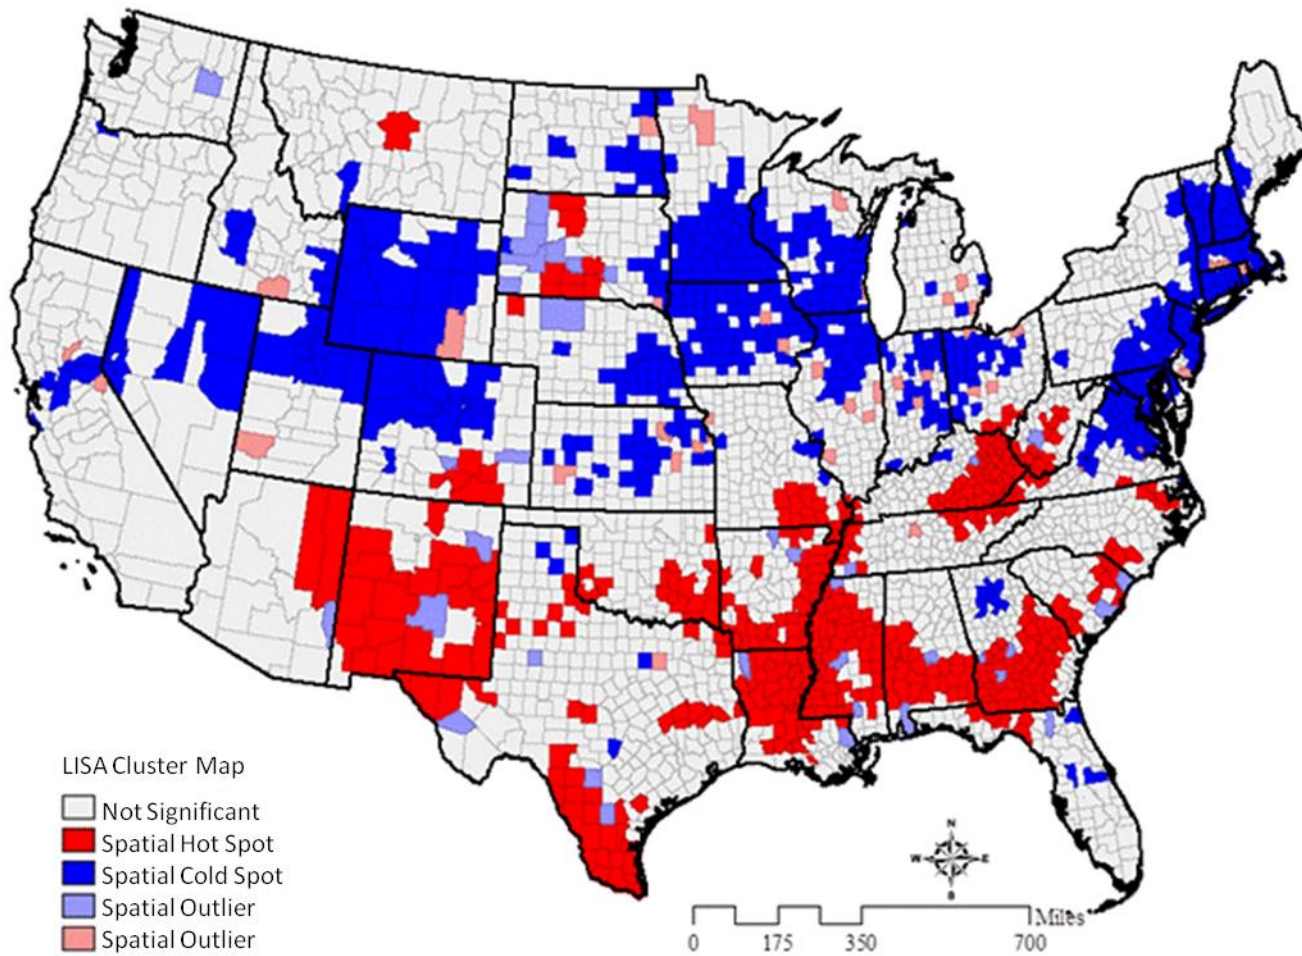 LISA Cluster Map
Not Significant
Spatial Hot Spot
Spatial Cold Spot
Spatial Outlier
Spatial Outlier
N
W E
S
Miles
0 175 350 700